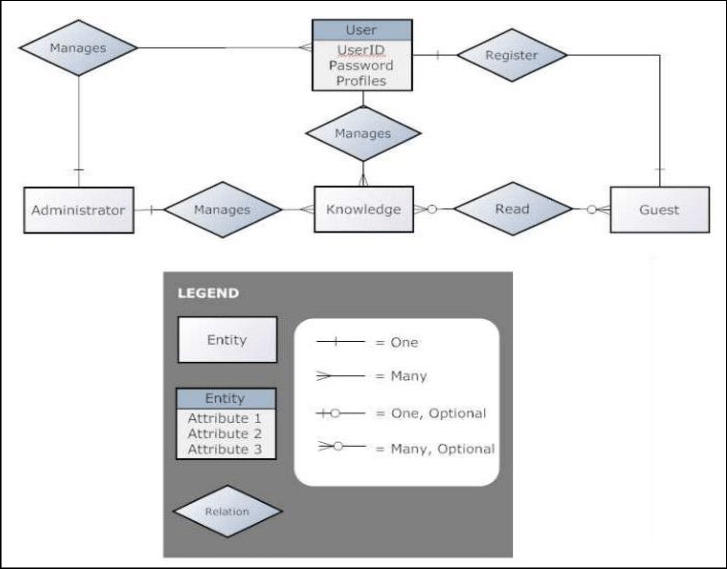 User
UserID
Password
Profiles
Manages
Register
Manages
Administrator
Manages
Knowledge
Read
Guest
LEGEND
Entity
Entity
Attribute 1
Attribute 2
Attribute 3
Relation
= One
= Many
= One, Optional
= Many, Optional